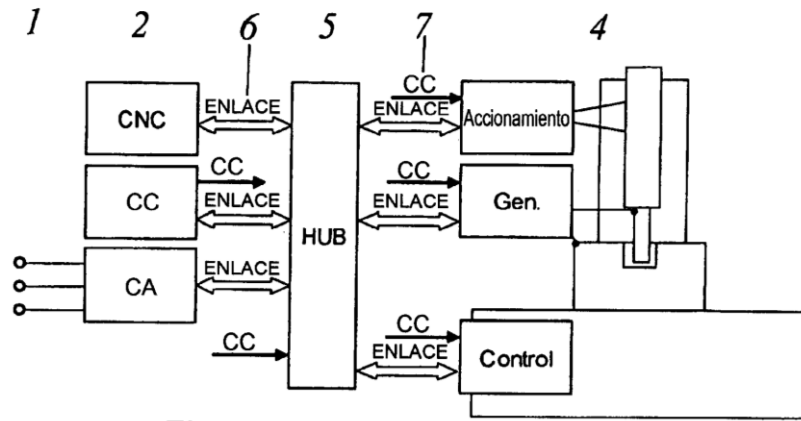 1 2 6 5 7 4
CNC
ENLACE
CC
ENLACE
Accionamiento
CC
CC
ENLACE
CC
ENLACE
Gen.
HUB
CA
ENLACE
CC
CC
ENLACE
Control